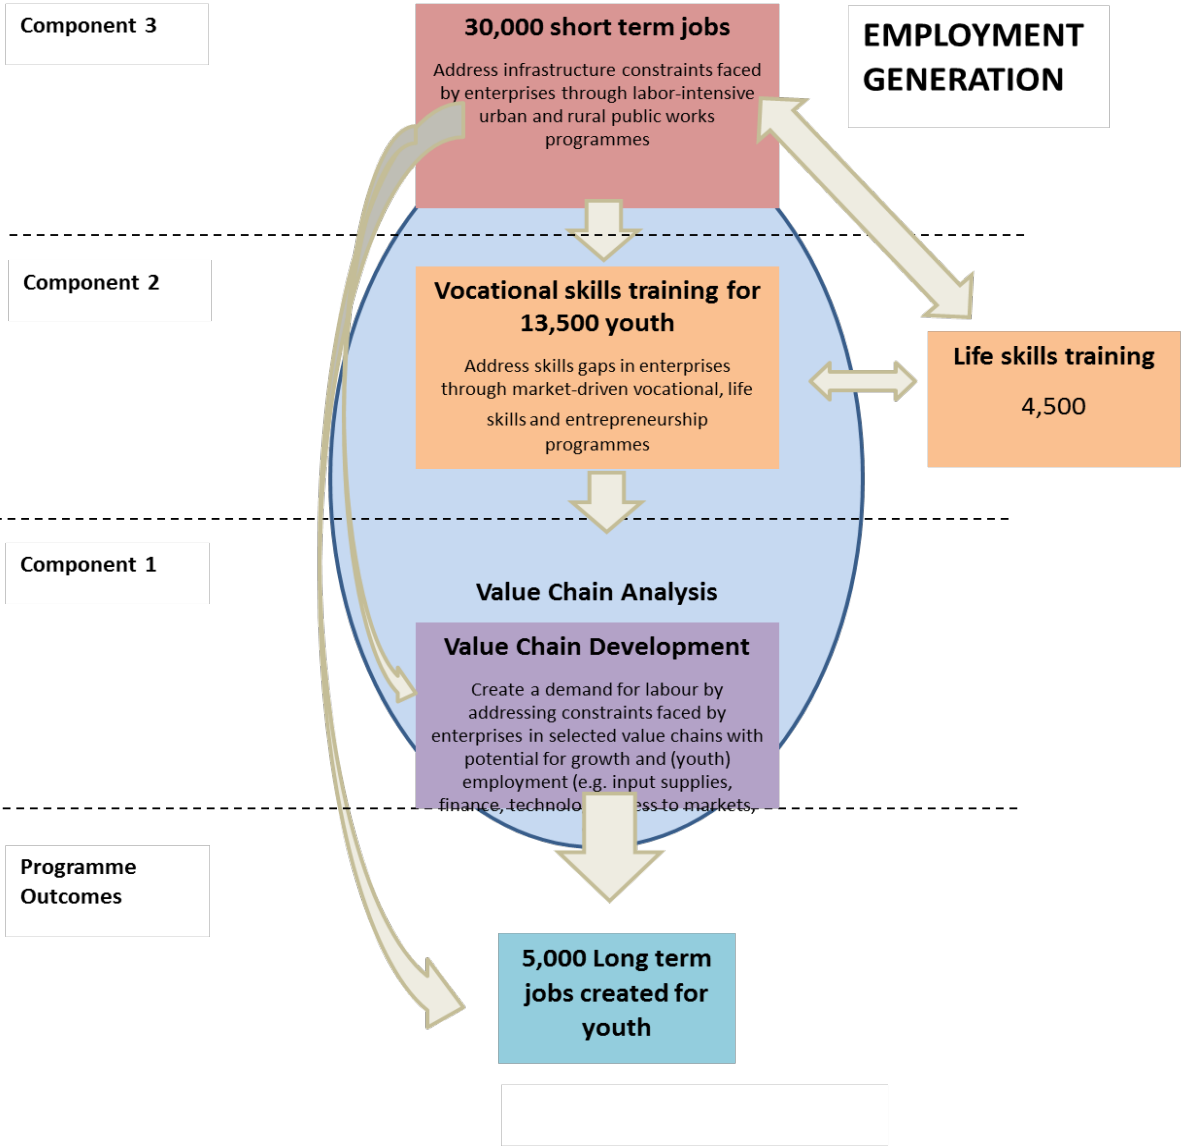 Component 3
30,000 short term jobs
Address infrastructure constraints faced
by enterprises through labor-intensive
urban and rural public works
programmes
EMPLOYMENT
GENERATION
Component 2
Vocational skills training for
13,500 youth
Address skills gaps in enterprises
through market-driven vocational, life
skills and entrepreneurship
programmes
Life skills training
4,500
Component 1
Value Chain Analysis
Value Chain Development
Create a demand for labour by
addressing constraints faced by
enterprises in selected value chains with
potential for growth and (youth)
employment (e.g. input supplies,
finance, to markets,
Programme
Outcomes
5,000 Long term
jobs created for
youth